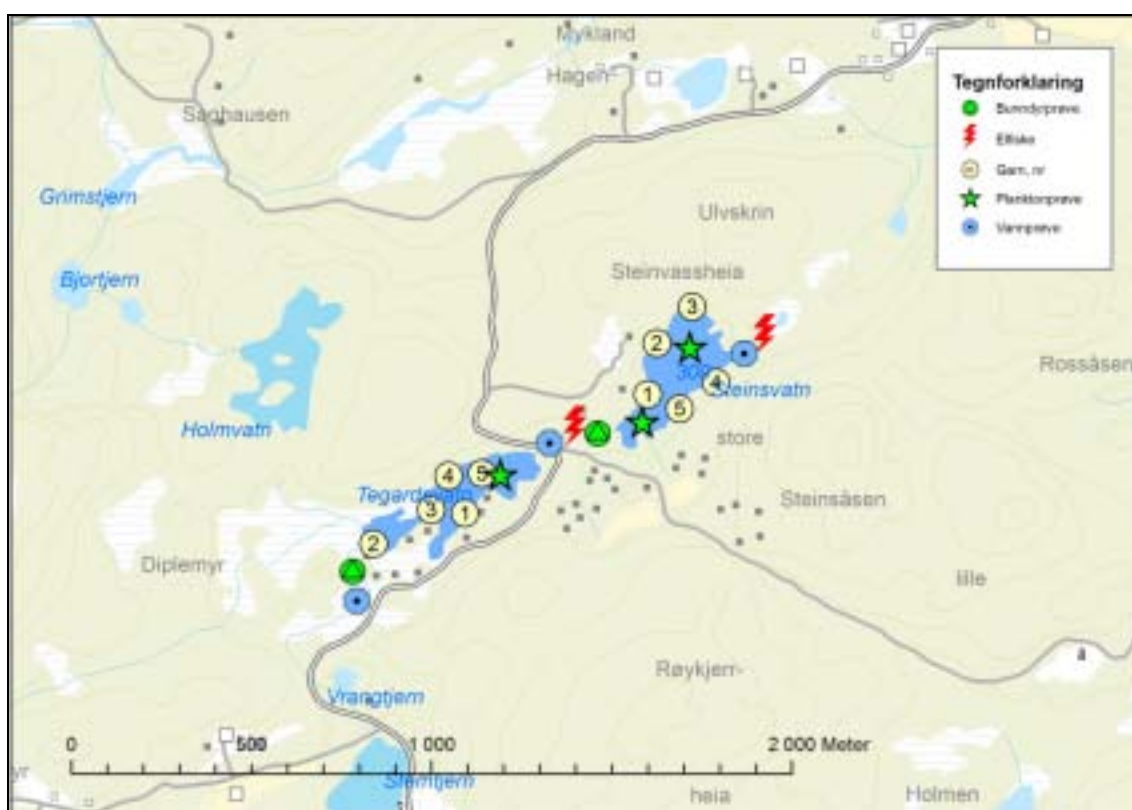 Mykland
Hagen-
Saghausen
Tegnforklaring
Bunndyrprøve
Elfiske
Garn, nr
Planktonprøve
Vannprøve
Grimstjern
Ulvskrin
Bjortjern
Steinvassheia
3
2
Rossåsen
4
1
Steinsvatn
5
Holmvatn
store
4
5
Tegardsvatn
Steinsåsen
3
1
2
Diplemyr
lille
Røykjerr-
Vrangtjern
0
500
1 000
2 000 Meter
Stemtjern
heia
Holmen